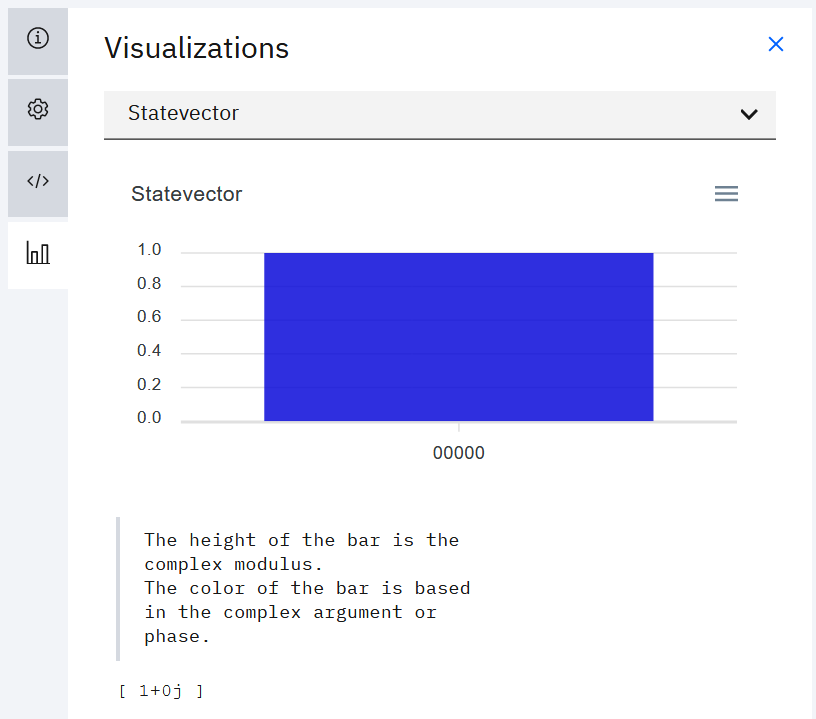 Visualizations
Statevector
Statevector
1.0
0.8
0.6
0.4
0.2
0.0
00000
The height of the bar is the
complex modulus.
The color of the bar is based
in the complex argument or
phase.
[ 1+0j ]